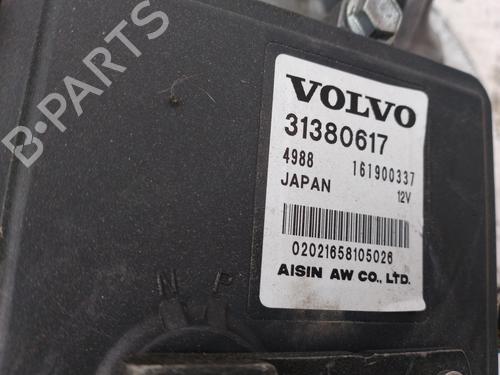 B-PARTS
VOLVO
31380617
4988 161900337
JAPAN 12V
02021658105026
AISIN AW CO., LTD.
N P